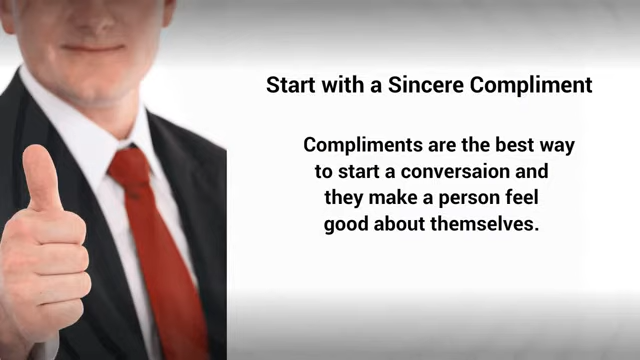 Start with a Sincere Compliment
Compliments are the best way
to start a conversaion and
they make a person feel
good about themselves.